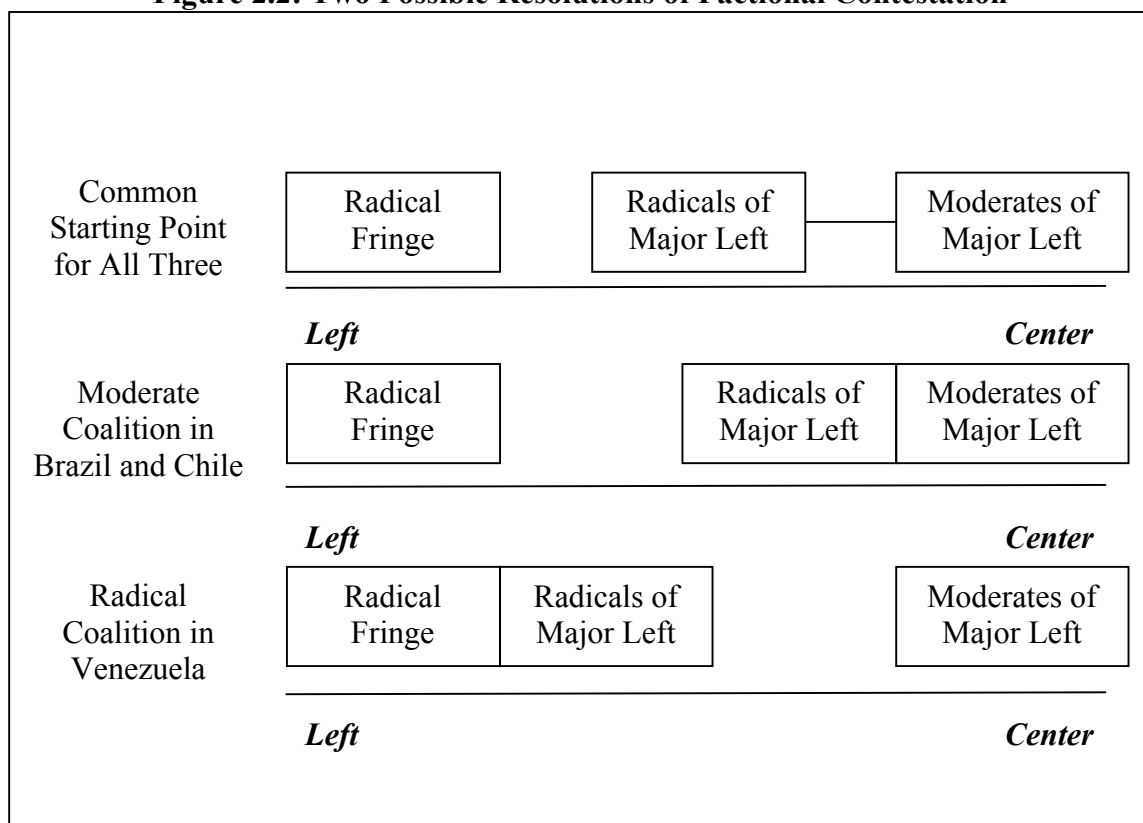 Figure 2.2: Two Possible Resolutions of Factional Contestation
Common
Starting Point
for All Three
Radical
Fringe
Radicals of
Major Left
Moderates of
Major Left
Left
Center
Moderate
Coalition in
Brazil and Chile
Radical
Fringe
Radicals of
Major Left
Moderates of
Major Left
Left
Center
Radical
Coalition in
Venezuela
Radical
Fringe
Radicals of
Major Left
Moderates of
Major Left
Left
Center